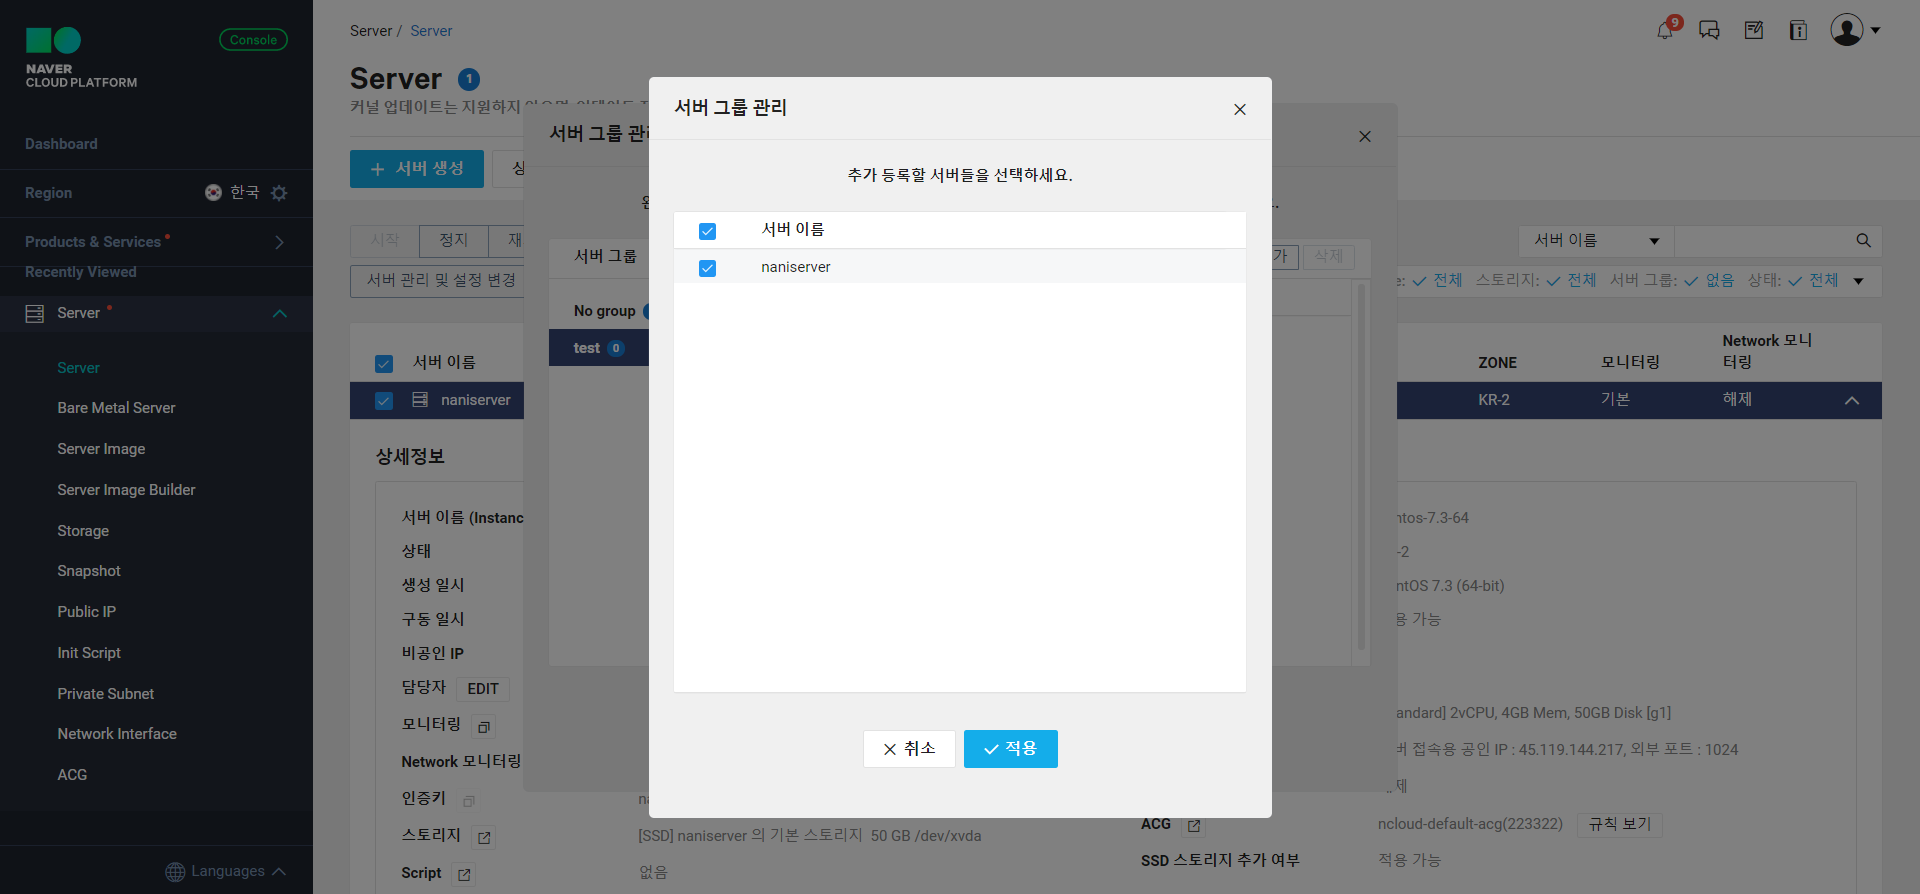 NAVER
CLOUD PLATFORM
Console
Dashboard
Region
한국
Products & Services
Recently Viewed
Server
Server
Bare Metal Server
Server Image
Server Image Builder
Storage
Snapshot
Public IP
Init Script
Private Subnet
Network Interface
ACG
Languages
Server / Server
9
Server 1
커널 업데이트는 지원하지
서버 생성
시작
정지
서버 관리 및 설정 변경
서버 이름
전체
스토리지: 전체
서버 그룹: 없음
상태: 전체
서버 이름
ZONE
모니터링
Network 모니
터링
naniserver
KR-2
기본
해제
상세정보
서버 이름 (Instanc
상태
생성 일시
구동 일시
비공인 IP
담당자 EDIT
모니터링
Network 모니터링
인증키
스토리지
[SSD] naniserver 의 기본 스토리지 50 GB /dev/xvda
Script
없음
ntos-7.3-64
-2
ntOS 7.3 (64-bit)
용 가능
andard] 2vCPU, 4GB Mem, 50GB Disk [g1]
버 접속용 공인 IP : 45.119.144.217, 외부 포트 : 1024
제
ACG
ncloud-default-acg(223322)
규칙 보기
SSD 스토리지 추가 여부
적용 가능
서버 그룹 관리
서버 그룹
가
삭제
No group
test 0
서버 그룹 관리
추가 등록할 서버들을 선택하세요.
서버 이름
naniserver
취소
적용